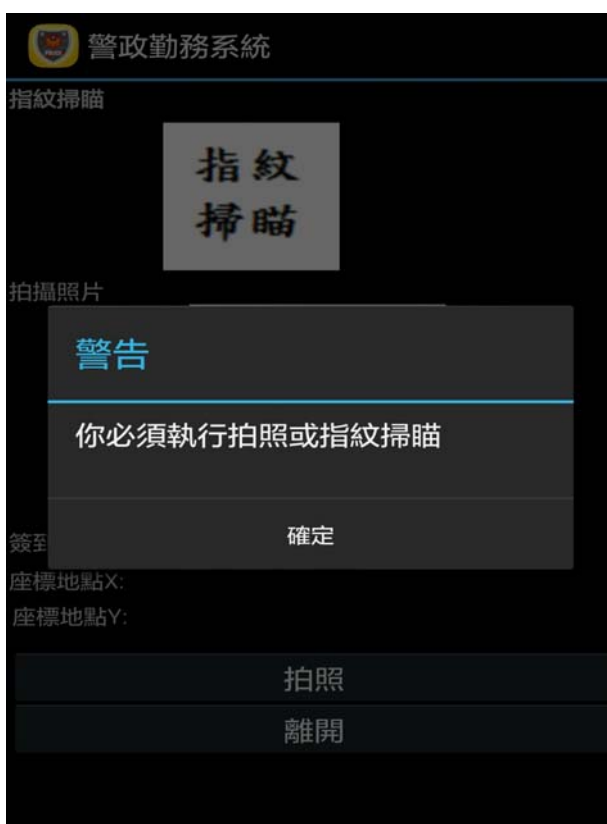 警政勤務系統
指紋掃瞄
指紋
掃瞄
拍攝照片
警告
你必須執行拍照或指紋掃瞄
確定
簽到
座標地點X:
座標地點Y:
拍照
離開